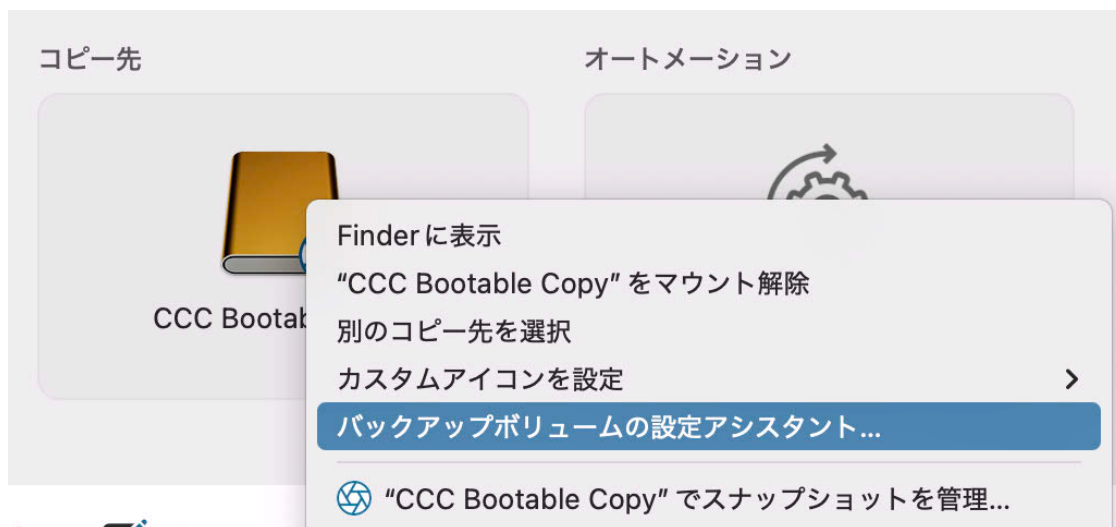 コピー先
オートメーション
CCC Bootab
Finderに表示
“CCC Bootable Copy” をマウント解除
別のコピー先を選択
カスタムアイコンを設定
バックアップボリュームの設定アシスタント...
“CCC Bootable Copy” でスナップショットを管理...